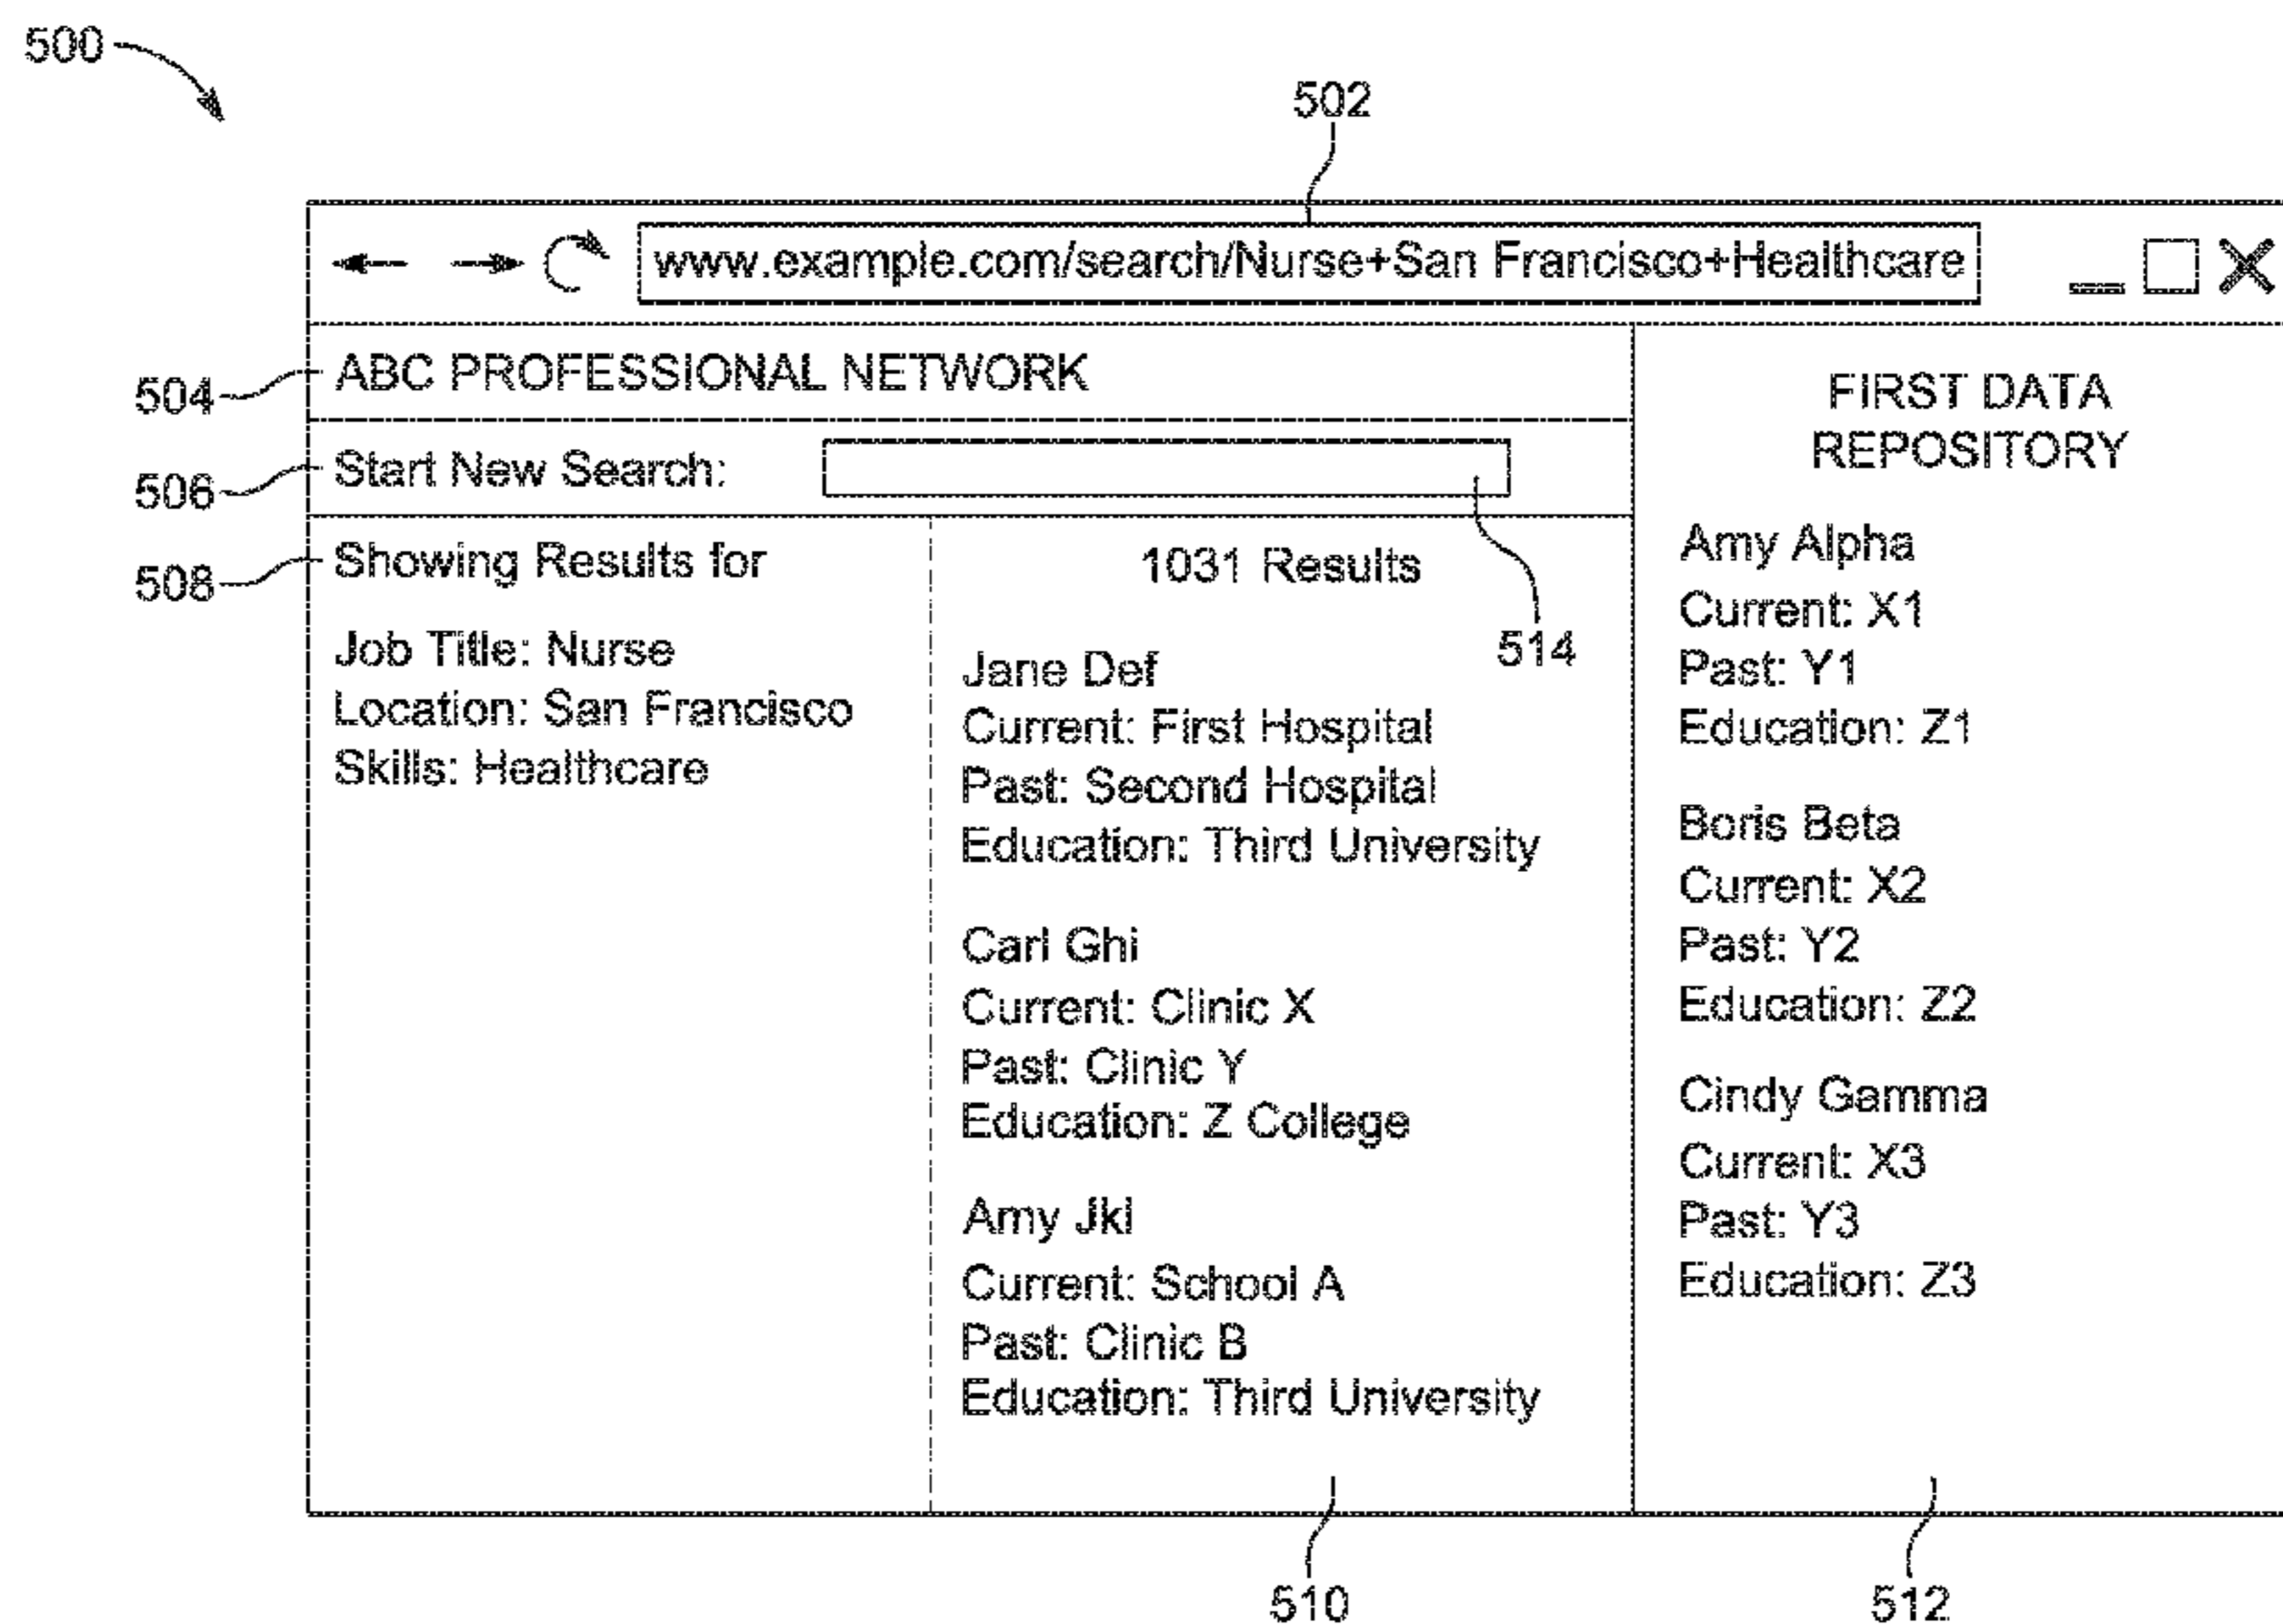 500
502
www.example.com/search/Nurse+San Francisco+Healthcare
504
ABC PROFESSIONAL NETWORK
506
Start New Search:
514
508
Showing Results for
Job Title: Nurse
Location: San Francisco
Skills: Healthcare
1031 Results
Jane Def
Current: First Hospital
Past: Second Hospital
Education: Third University
Carl Ghi
Current: Clinic X
Past: Clinic Y
Education: Z College
Amy Jkl
Current: School A
Past: Clinic B
Education: Third University
510
FIRST DATA
REPOSITORY
Amy Alpha
Current: X1
Past: Y1
Education: Z1
Boris Beta
Current: X2
Past: Y2
Education: Z2
Cindy Gamma
Current: X3
Past: Y3
Education: Z3
512